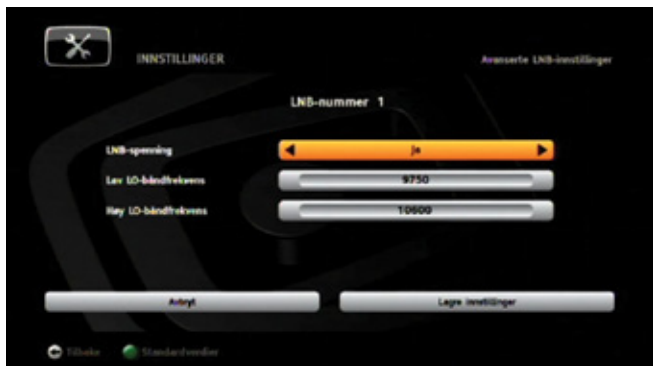 INNSTILLINGER
Avanserte LNB-innstillinger
LNB-nummer 1
LNB-spenning
Ja
Lav LO-båndfrekvens
9750
Høy LO-båndfrekvens
10600
Avbryt
Lagre innstillinger
Tilbake
Standardverdier